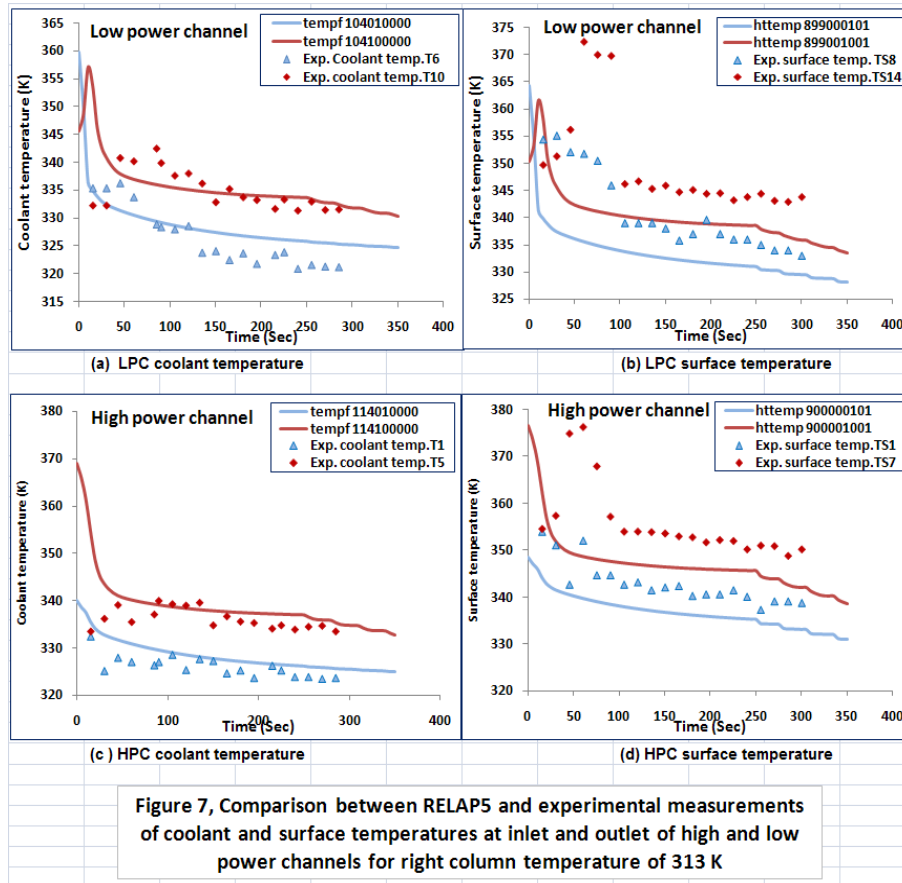 Low power channel
tempf 104010000
tempf 104100000
Exp. Coolant temp.T6
Exp. coolant temp.T10
Coolant temperature (K)
365
360
355
350
345
340
335
330
325
320
315
0
50
100
150
200
250
300
350
400
Time (Sec)
(a) LPC coolant temperature
Low power channel
httemp 899000101
httemp 899001001
Exp. surface temp. TS8
Exp. surface temp. TS14
Surface temperature (K)
375
370
365
360
355
350
345
340
335
330
325
0
50
100
150
200
250
300
350
400
Time (Sec)
(b) LPC surface temperature
High power channel
tempf 114010000
tempf 114100000
Exp. coolant temp.T1
Exp. coolant temp.T5
Coolant temperature (K)
380
370
360
350
340
330
320
0
100
200
300
400
Time (Sec)
(c ) HPC coolant temperature
High power channel
httemp 900000101
httemp 900001001
Exp. surface temp. TS1
Exp. surface temp. TS7
Surface temperature (K)
380
370
360
350
340
330
320
0
50
100
150
200
250
300
350
400
Time (Sec)
(d) HPC surface temperature
Figure 7, Comparison between RELAP5 and experimental measurements
of coolant and surface temperatures at inlet and outlet of high and low
power channels for right column temperature of 313 K